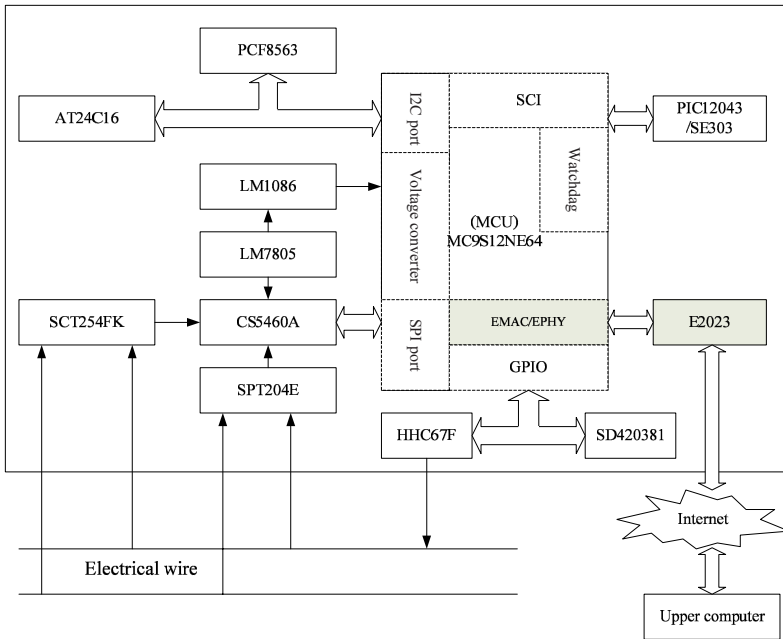 PCF8563
AT24C16
I2C port
SCI
PIC12043
/SE303
LM1086
Voltage converter
Watchdag
(MCU)
MC9S12NE64
LM7805
SCT254FK
CS5460A
SPI port
EMAC/EPHY
E2023
GPIO
SPT204E
HHC67F
SD420381
Internet
Electrical wire
Upper computer